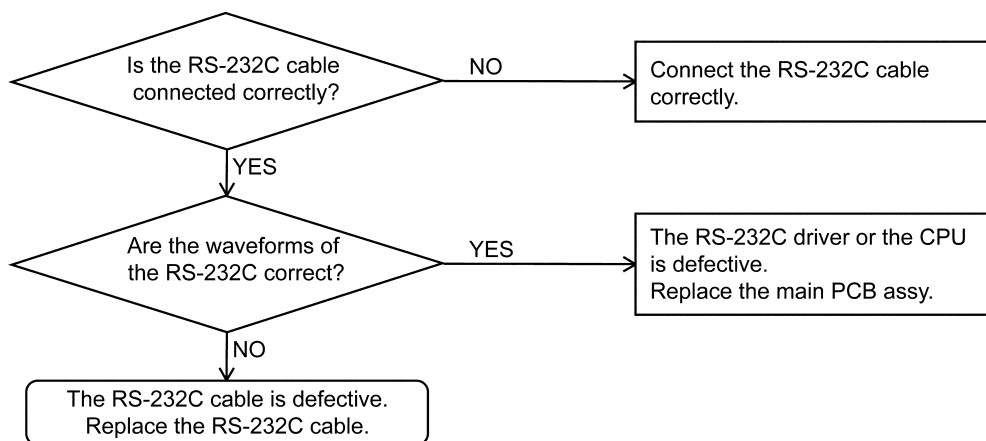 Is the RS-232C cable
connected correctly?
NO
Connect the RS-232C cable
correctly.
YES
Are the waveforms of
the RS-232C correct?
YES
The RS-232C driver or the CPU
is defective.
Replace the main PCB assy.
NO
The RS-232C cable is defective.
Replace the RS-232C cable.